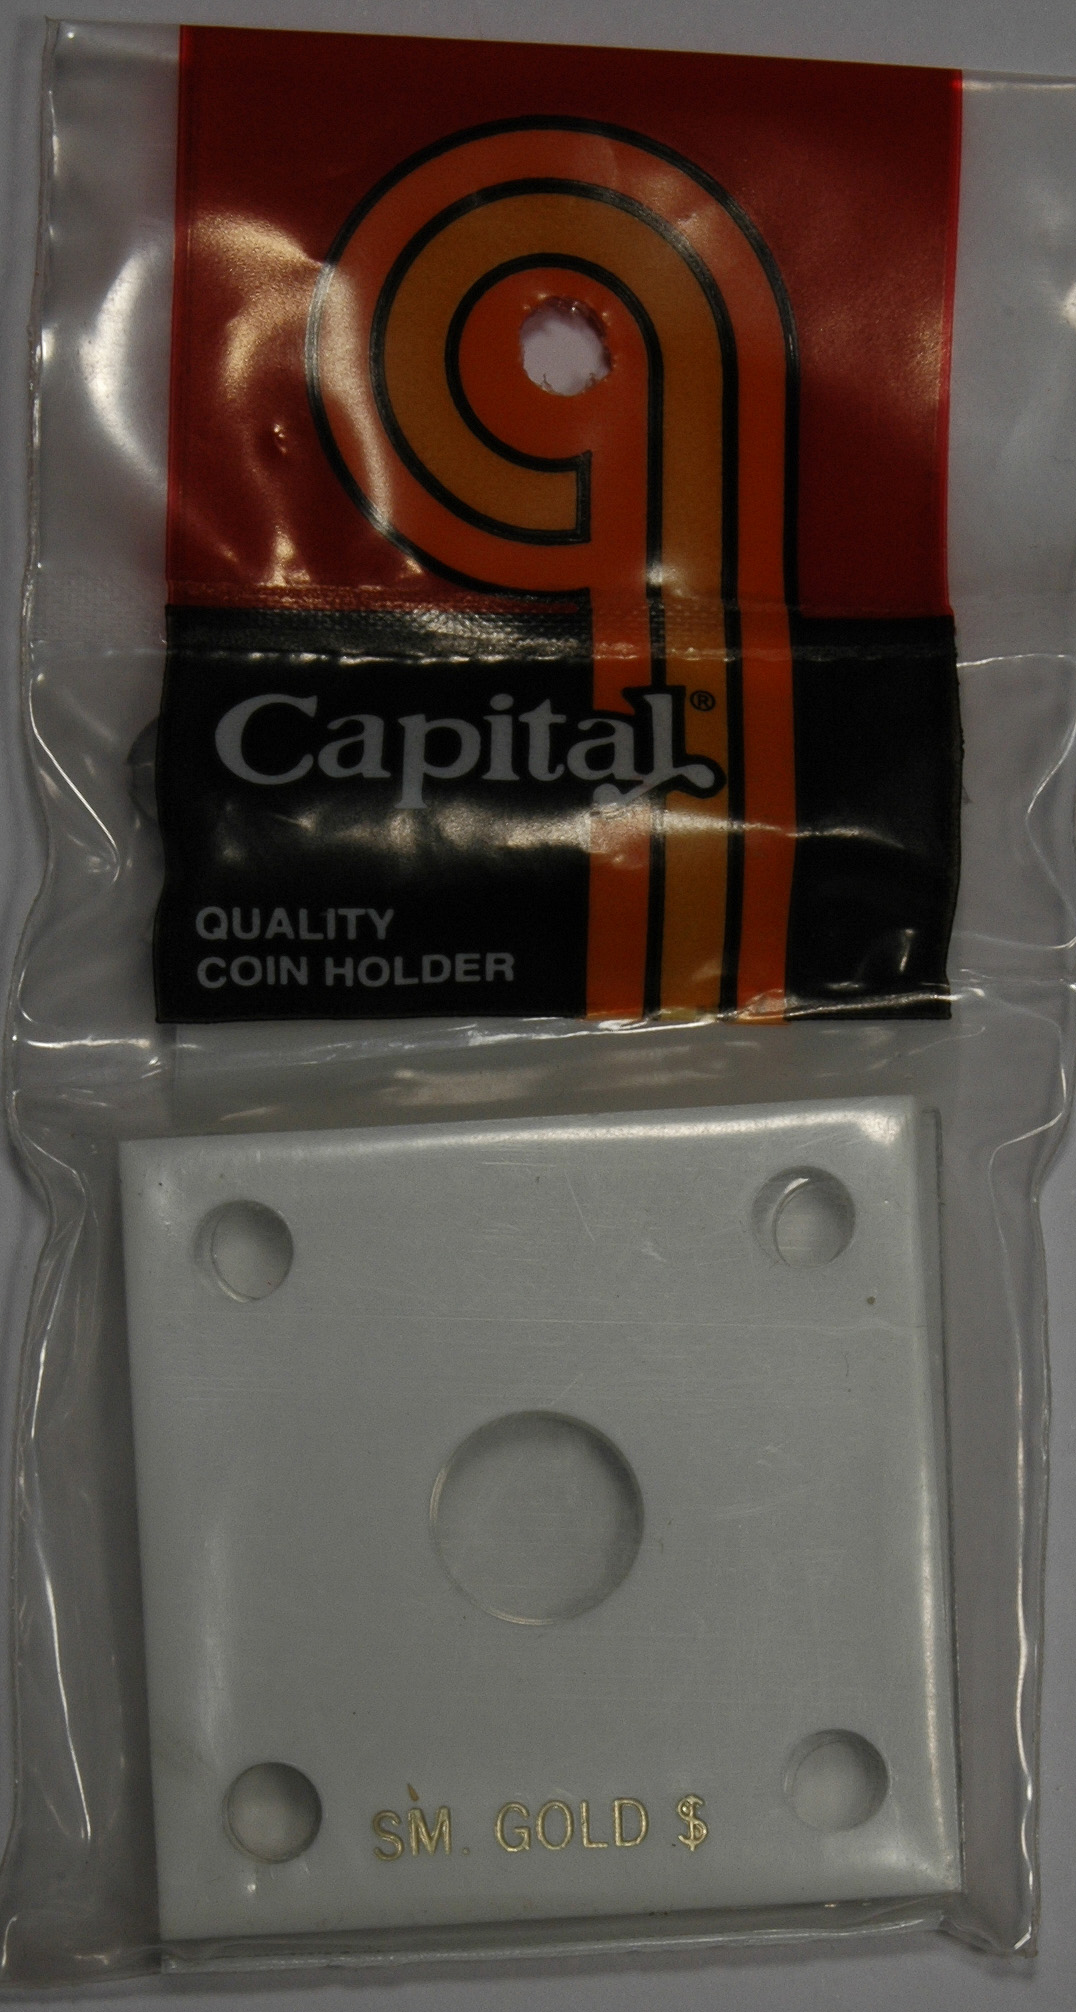 Capital®
QUALITY
COIN HOLDER
SM. GOLD $